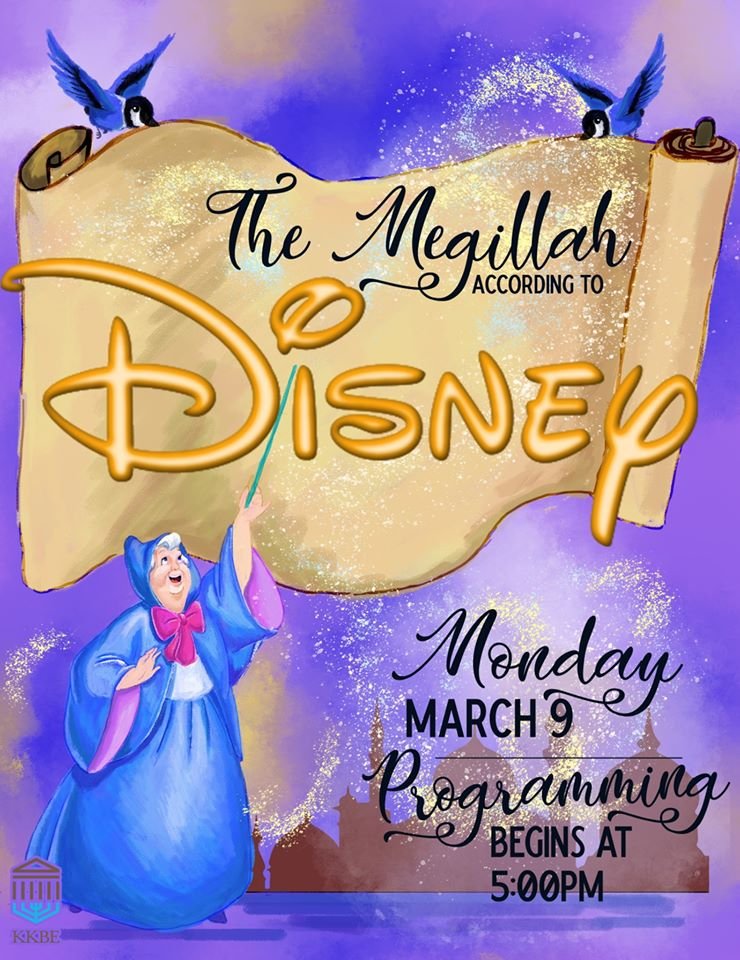 The Megillah
ACCORDING TO
DISNEY
Monday
MARCH 9
Programming
BEGINS AT
5:00PM
KKBE